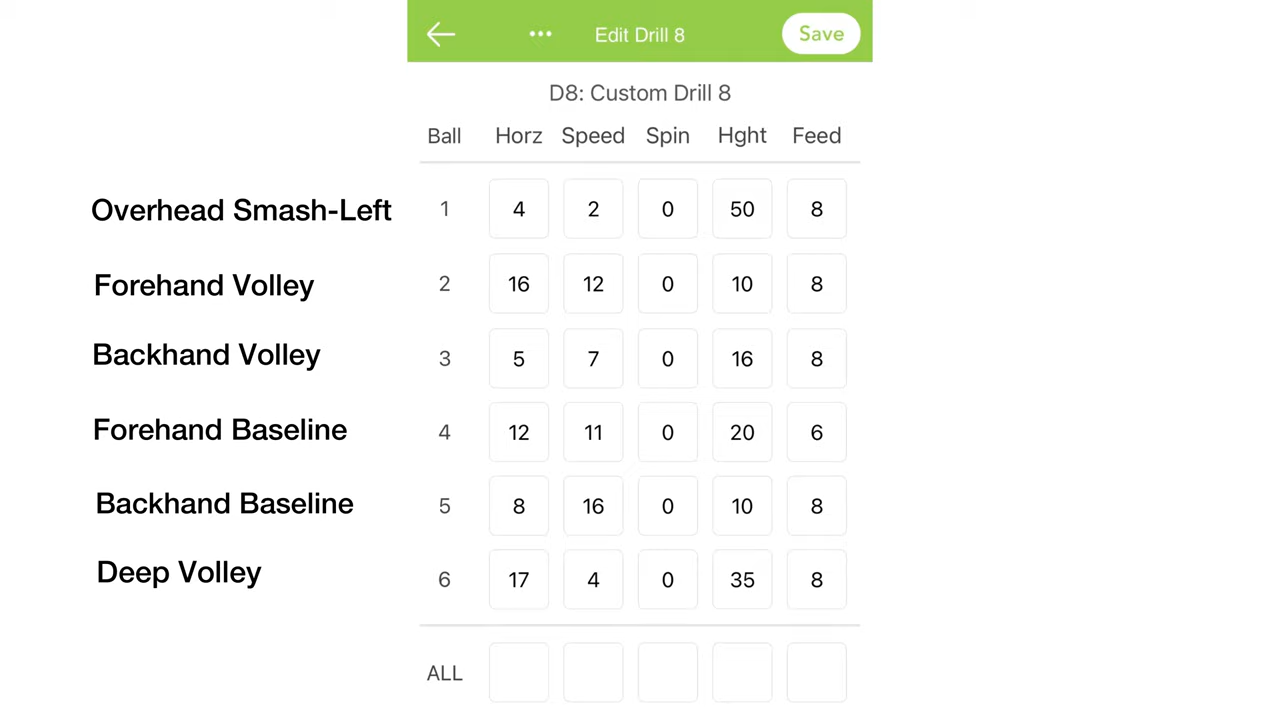 ••• Edit Drill 8 Save
D8: Custom Drill 8
Ball Horz Speed Spin Hght Feed
Overhead Smash-Left 1 4 2 0 50 8
Forehand Volley 2 16 12 0 10 8
Backhand Volley 3 5 7 0 16 8
Forehand Baseline 4 12 11 0 20 6
Backhand Baseline 5 8 16 0 10 8
Deep Volley 6 17 4 0 35 8
ALL